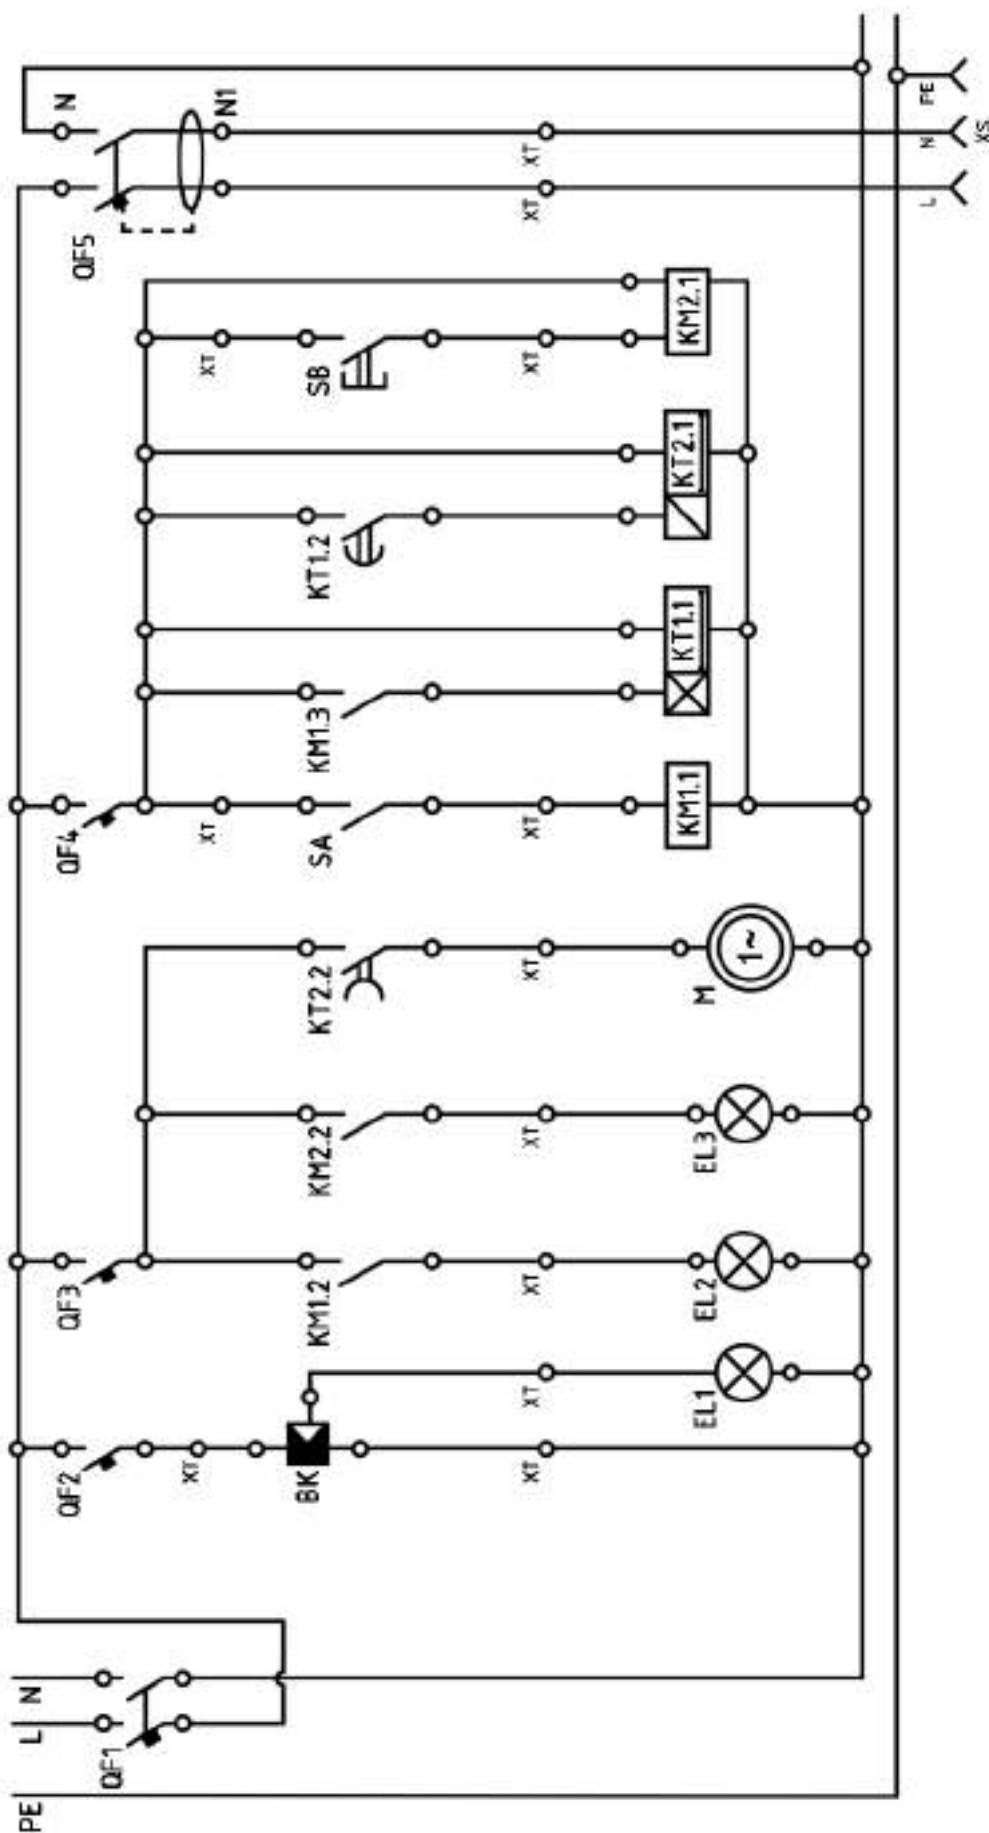 PE
L
N
QF1
QF2
XT
BK
XT
XT
EL1
QF3
KM1.2
XT
EL2
KM2.2
XT
EL3
KT2.2
XT
M
1~
QF4
XT
SA
XT
KM1.1
KM1.3
KT1.1
KT1.2
KT2.1
XT
SB
XT
KM2.1
QF5
N
N1
XT
XT
L
N
PE
XS